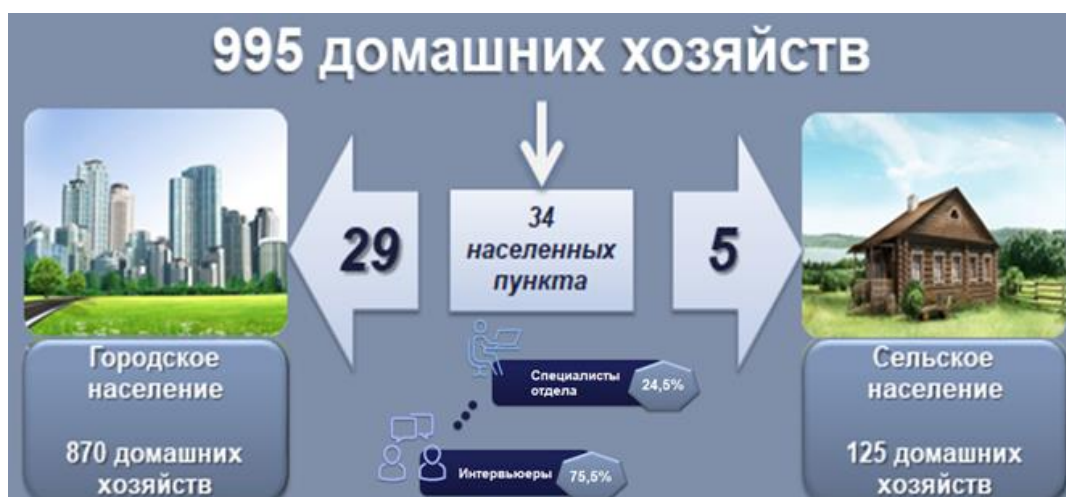 995 домашних хозяйств
29
34
населенных
пункта
5
Городское
население
870 домашних
хозяйств
Специалисты
отдела
24,5%
Интервьюеры
75,5%
Сельское
население
125 домашних
хозяйств